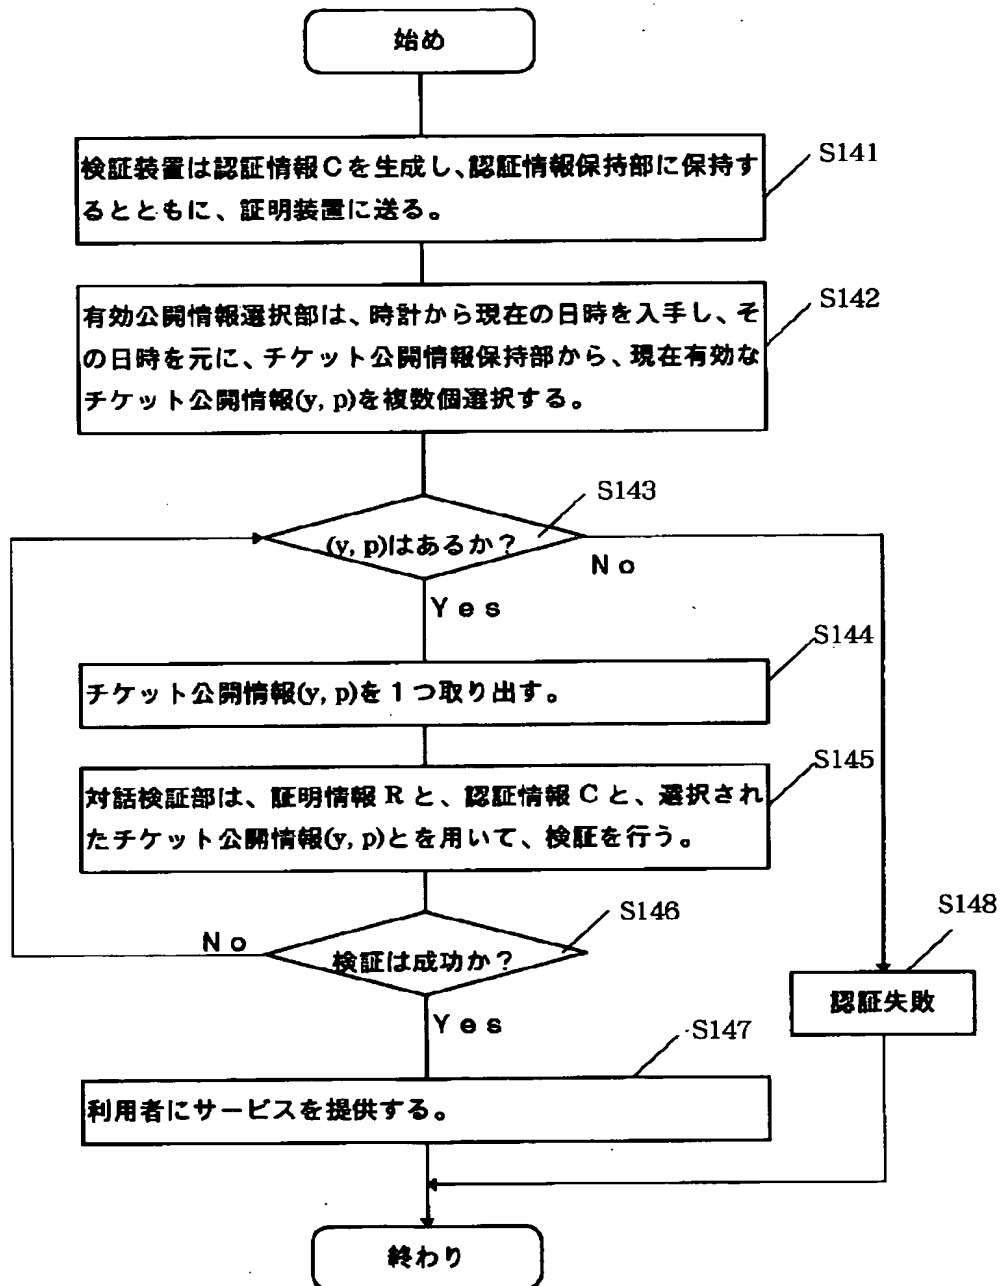 始め
S141
検証装置は認証情報Cを生成し、認証情報保持部に保持す
るとともに、証明装置に送る。
S142
有効公開情報選択部は、時計から現在の日時を入手し、そ
の日時を元に、チケット公開情報保持部から、現在有効な
チケット公開情報(y, p)を複数個選択する。
S143
(y, p)はあるか？
No
Yes
S144
チケット公開情報(y, p)を１つ取り出す。
S145
対話検証部は、証明情報Rと、認証情報Cと、選択され
たチケット公開情報(y, p)とを用いて、検証を行う。
S146
No
検証は成功か？
S148
認証失敗
Yes
S147
利用者にサービスを提供する。
終わり